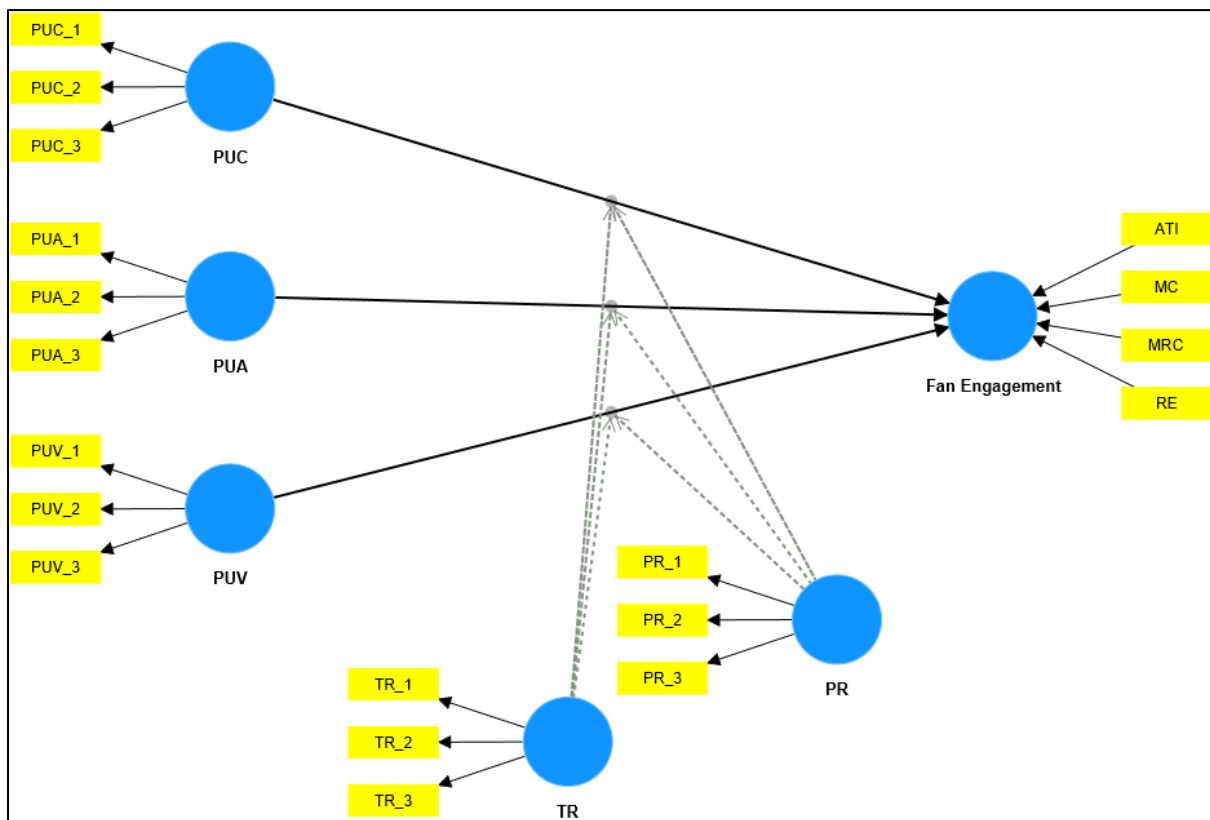 PUC_1
PUC_2
PUC_3
PUC
PUA_1
PUA_2
PUA_3
PUA
PUV_1
PUV_2
PUV_3
PUV
ATI
MC
MRC
RE
Fan Engagement
PR_1
PR_2
PR_3
PR
TR_1
TR_2
TR_3
TR